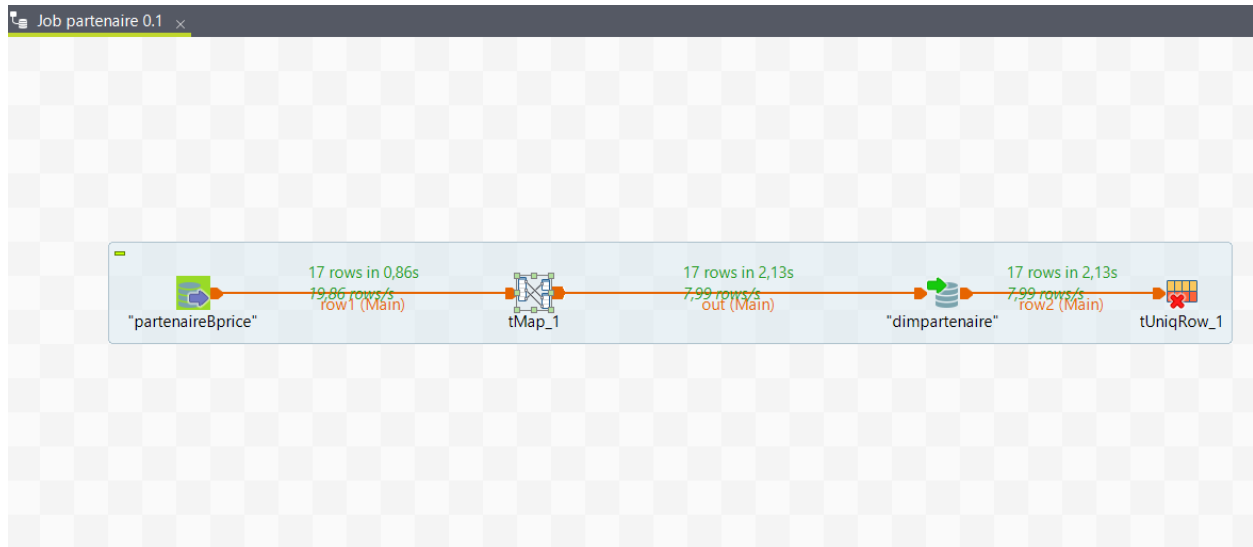 Job partenaire 0.1
17 rows in 0,86s
19,86 rows/s
row1 (Main)
17 rows in 2,13s
7,99 rows/s
out (Main)
17 rows in 2,13s
7,99 rows/s
row2 (Main)
"partenaireBprice"
tMap_1
"dimpartenaire"
tUniqRow_1